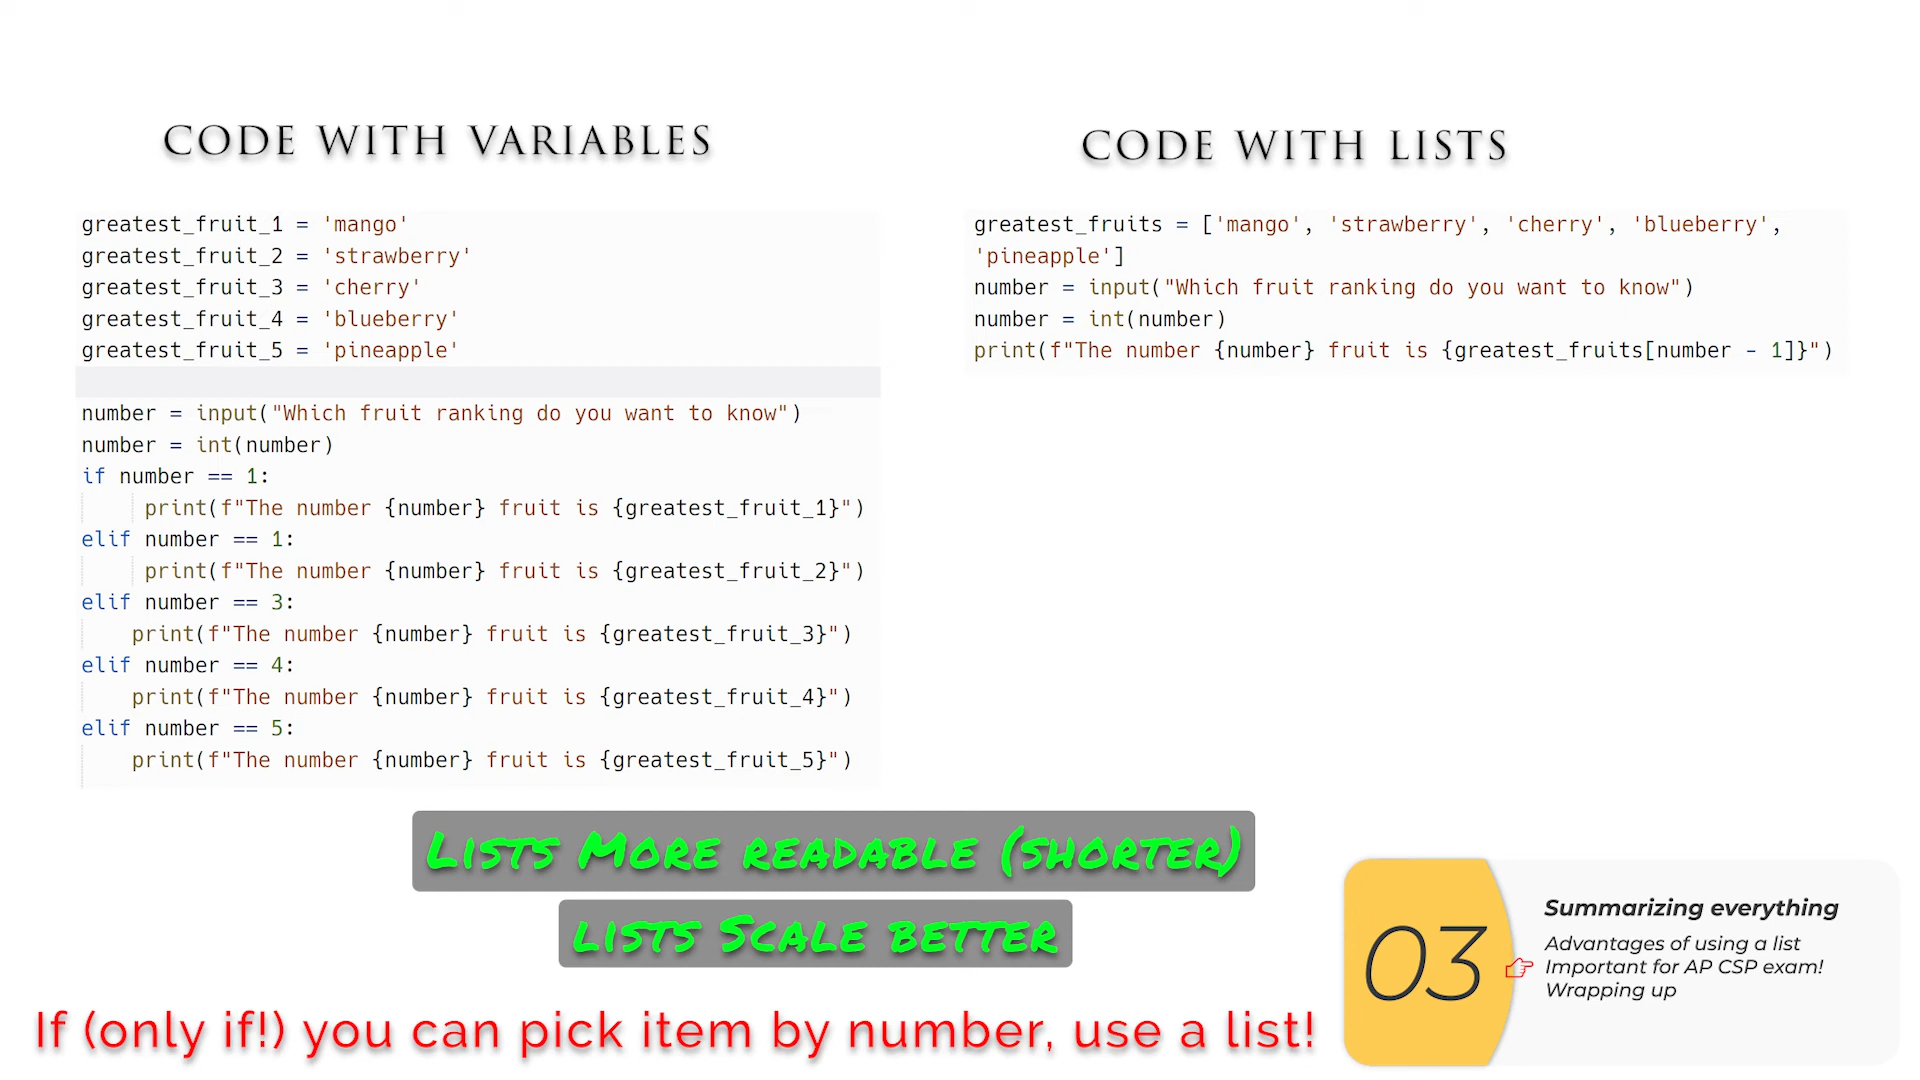 CODE WITH VARIABLES
greatest_fruit_1 = 'mango'
greatest_fruit_2 = 'strawberry'
greatest_fruit_3 = 'cherry'
greatest_fruit_4 = 'blueberry'
greatest_fruit_5 = 'pineapple'
number = input("Which fruit ranking do you want to know")
number = int(number)
if number == 1:
print(f"The number {number} fruit is {greatest_fruit_1}")
elif number == 1:
print(f"The number {number} fruit is {greatest_fruit_2}")
elif number == 3:
print(f"The number {number} fruit is {greatest_fruit_3}")
elif number == 4:
print(f"The number {number} fruit is {greatest_fruit_4}")
elif number == 5:
print(f"The number {number} fruit is {greatest_fruit_5}")
CODE WITH LISTS
greatest_fruits = ['mango', 'strawberry', 'cherry', 'blueberry',
'pineapple']
number = input("Which fruit ranking do you want to know")
number = int(number)
print(f"The number {number} fruit is {greatest_fruits[number - 1]}")
Lists More readable (shorter)
lists Scale better
If (only if!) you can pick item by number, use a list!
03
Summarizing everything
Advantages of using a list
Important for AP CSP exam!
Wrapping up